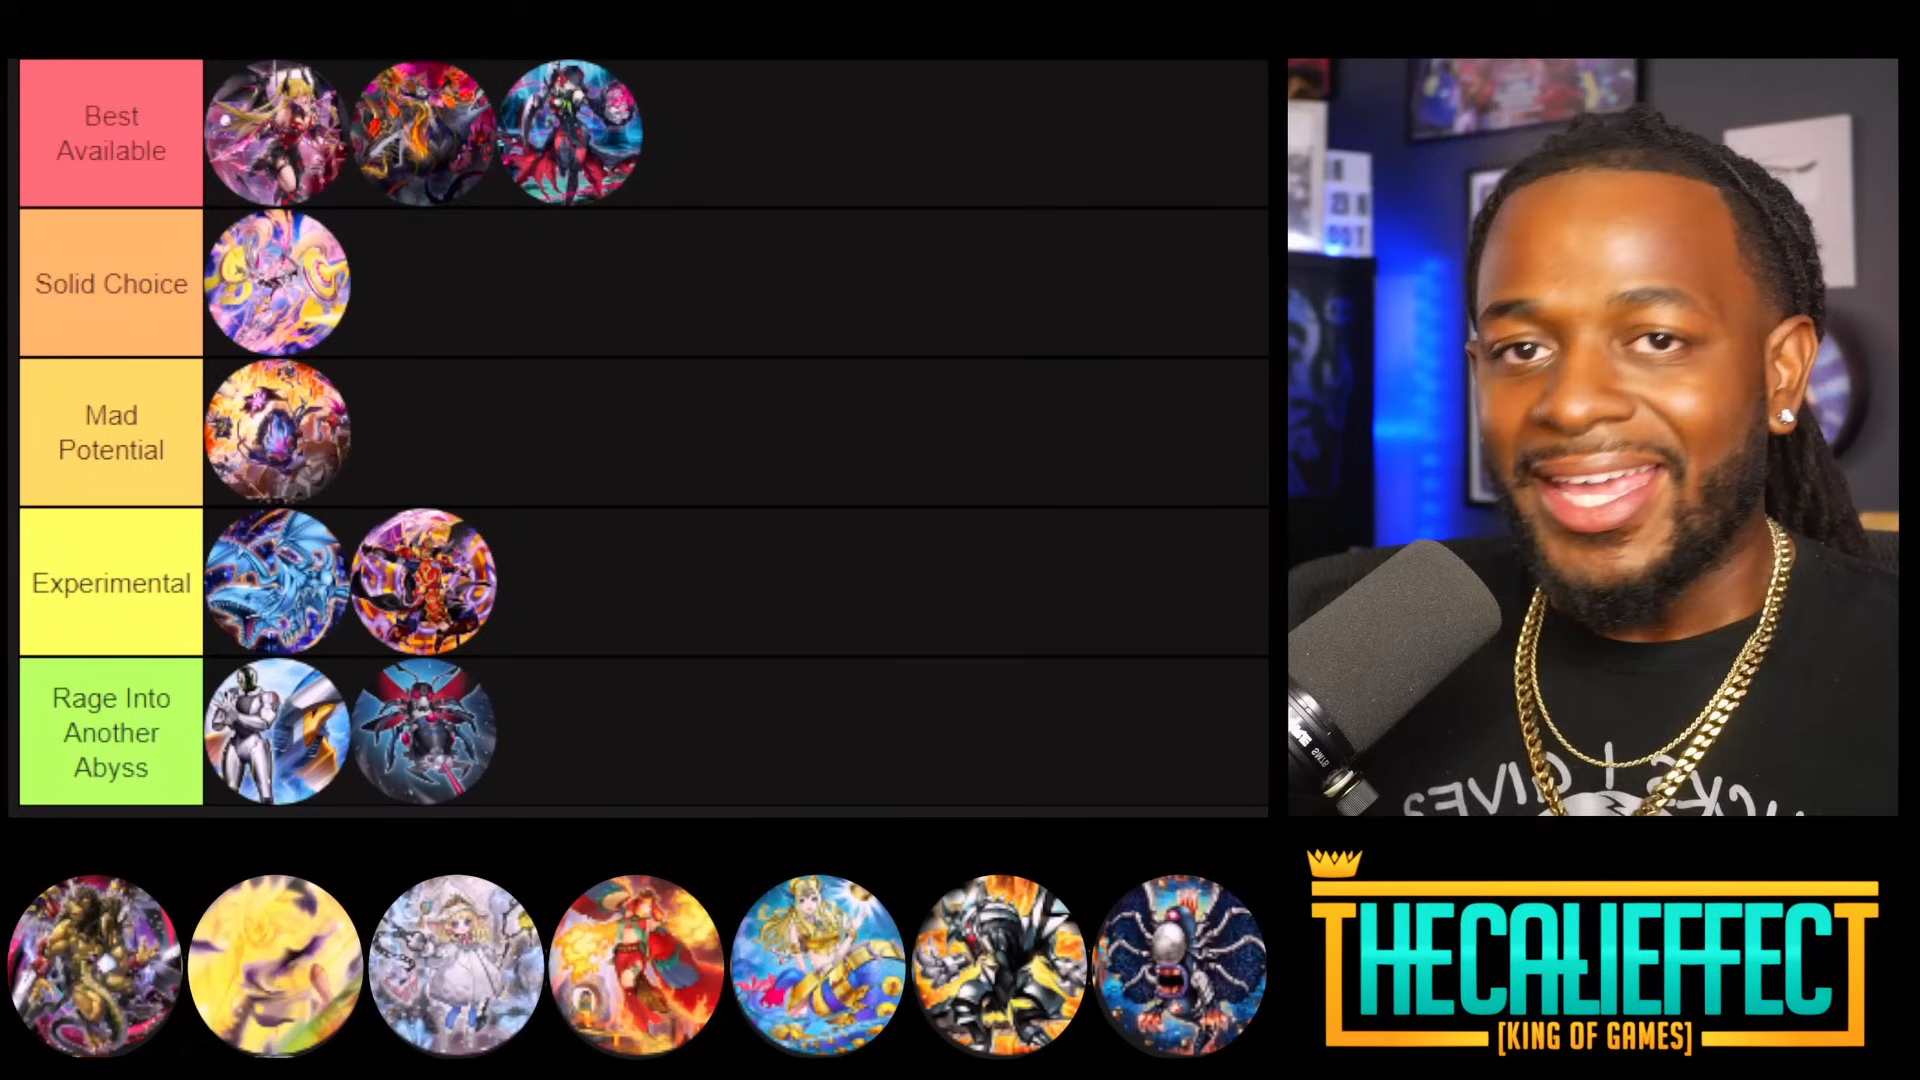 Best
Available
Solid Choice
Mad
Potential
Experimental
Rage Into
Another
Abyss
THECALIEFFECT
[KING OF GAMES]